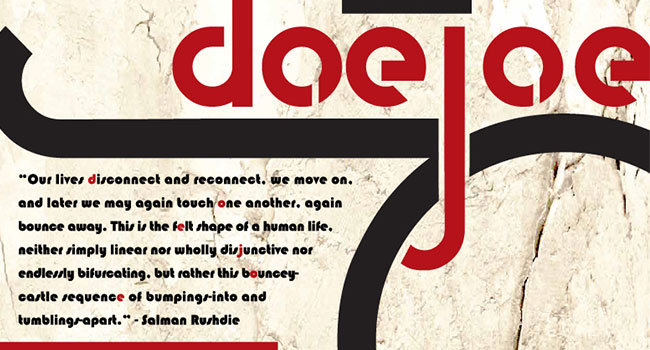 doejoe
"Our lives disconnect and reconnect, we move on,
and later we may again touch one another, again
bounce away. This is the felt shape of a human life,
neither simply linear nor wholly disjunctive nor
endlessly bifurcating, but rather this bouncey-
castle sequence of bumpings-into and
tumblings-apart." - Salman Rushdie